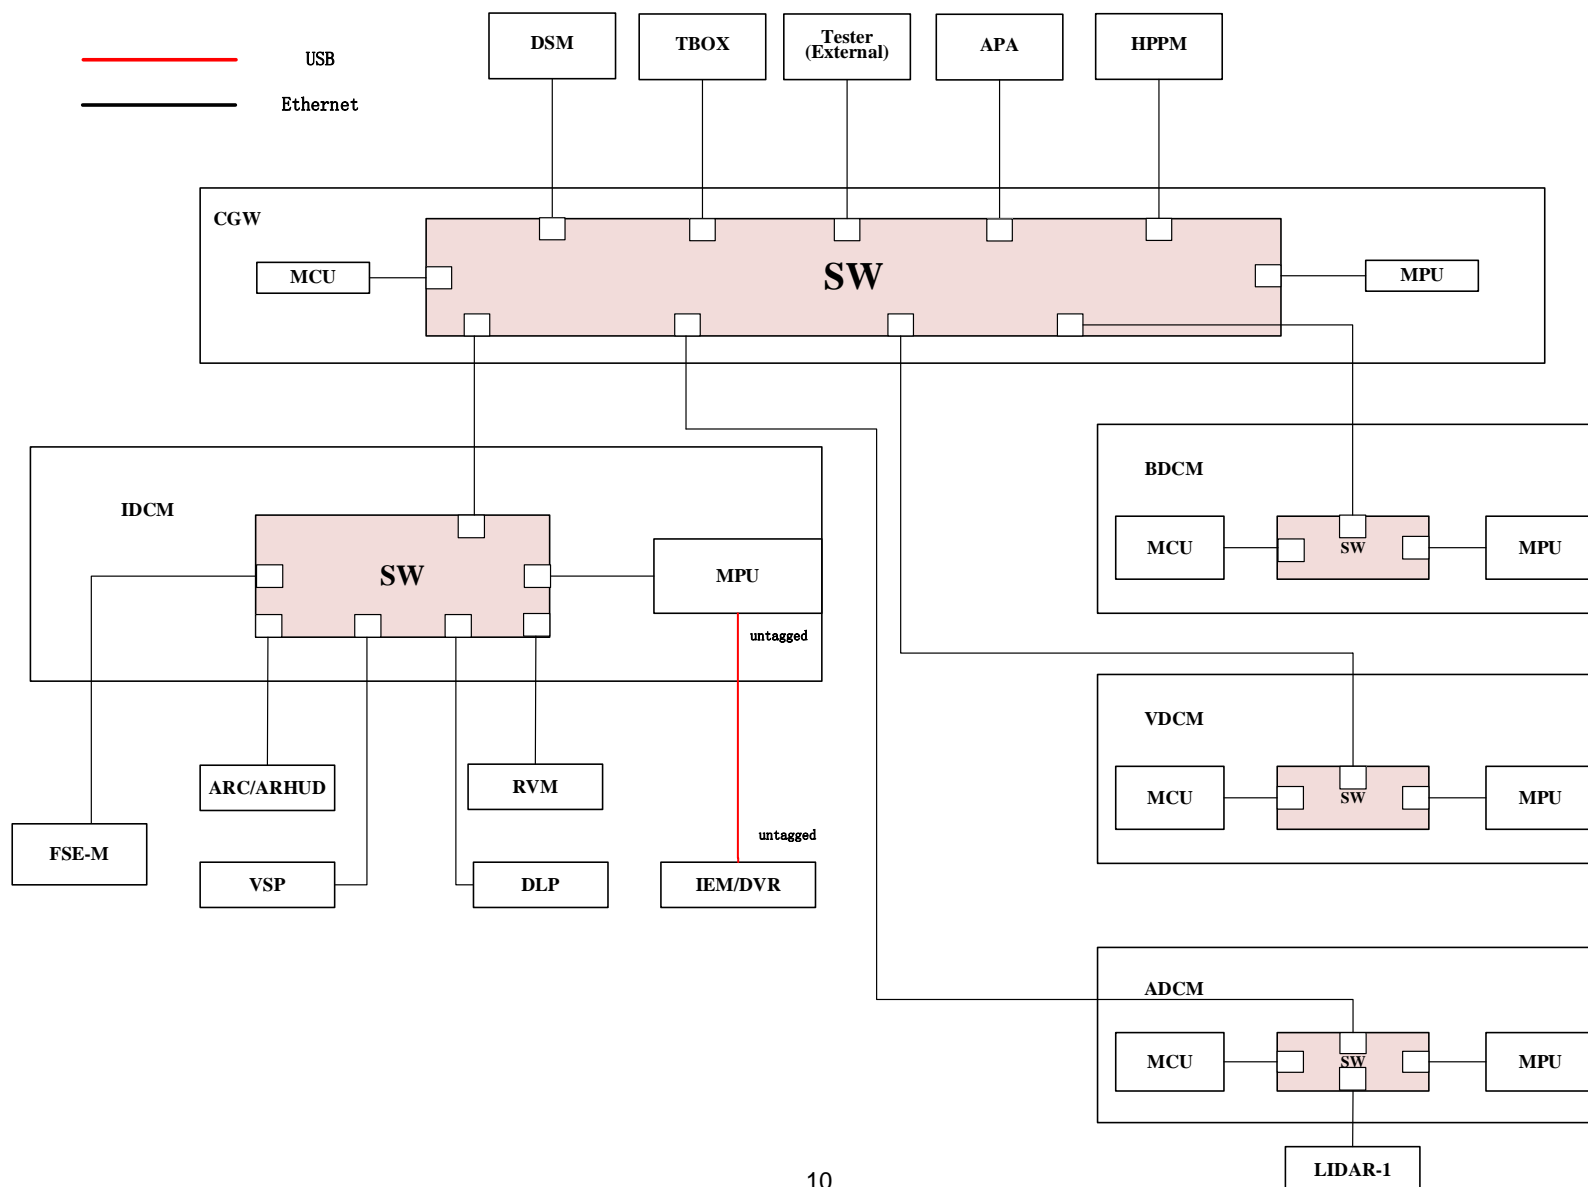 USB
Ethernet
DSM
TBOX
Tester
(External)
APA
HPPM
CGW
MCU
SW
MPU
IDCM
SW
MPU
untagged
BDCM
MCU
SW
MPU
VDCM
MCU
SW
MPU
ARC/ARHUD
RVM
FSE-M
untagged
VSP
DLP
IEM/DVR
ADCM
MCU
SW
MPU
LIDAR-1
10